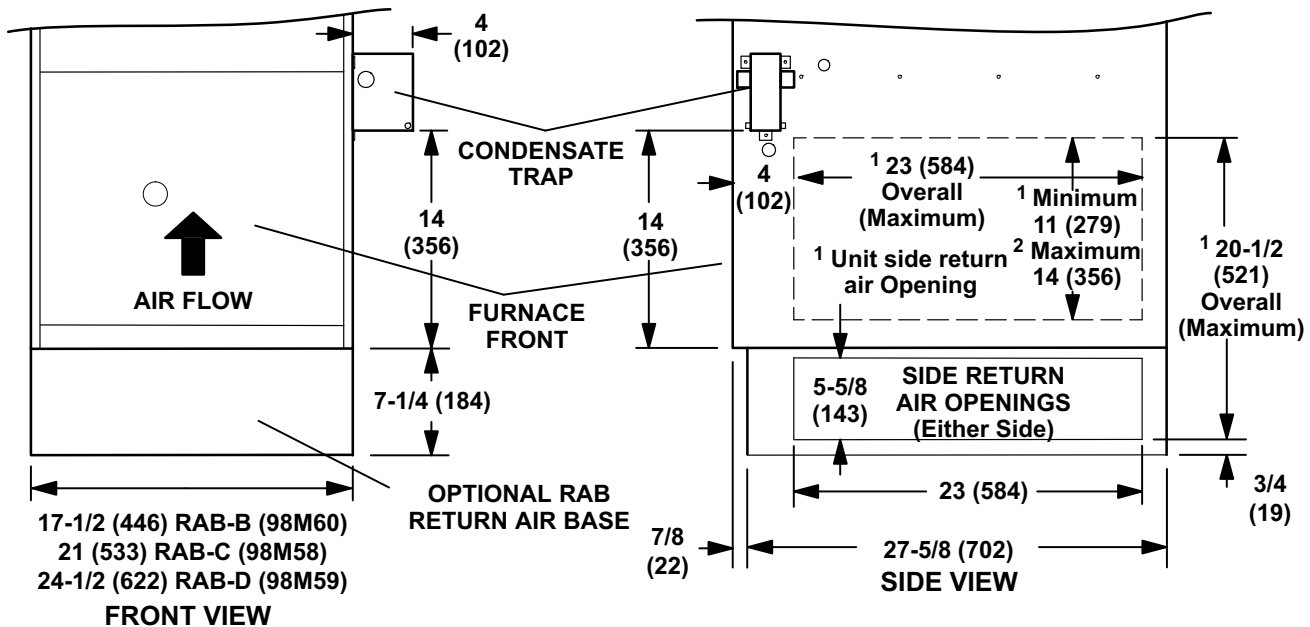 4
(102)
CONDENSATE
TRAP
14
(356)
AIR FLOW
FURNACE
FRONT
7-1/4 (184)
OPTIONAL RAB
RETURN AIR BASE
17-1/2 (446) RAB-B (98M60)
21 (533) RAB-C (98M58)
24-1/2 (622) RAB-D (98M59)
FRONT VIEW
14
(356)
4
(102)
1 23 (584)
Overall
(Maximum)
1 Minimum
11 (279)
2 Maximum
14 (356)
1 Unit side return
air Opening
1 20-1/2
(521)
Overall
(Maximum)
5-5/8
(143)
SIDE RETURN
AIR OPENINGS
(Either Side)
23 (584)
3/4
(19)
7/8
(22)
27-5/8 (702)
SIDE VIEW